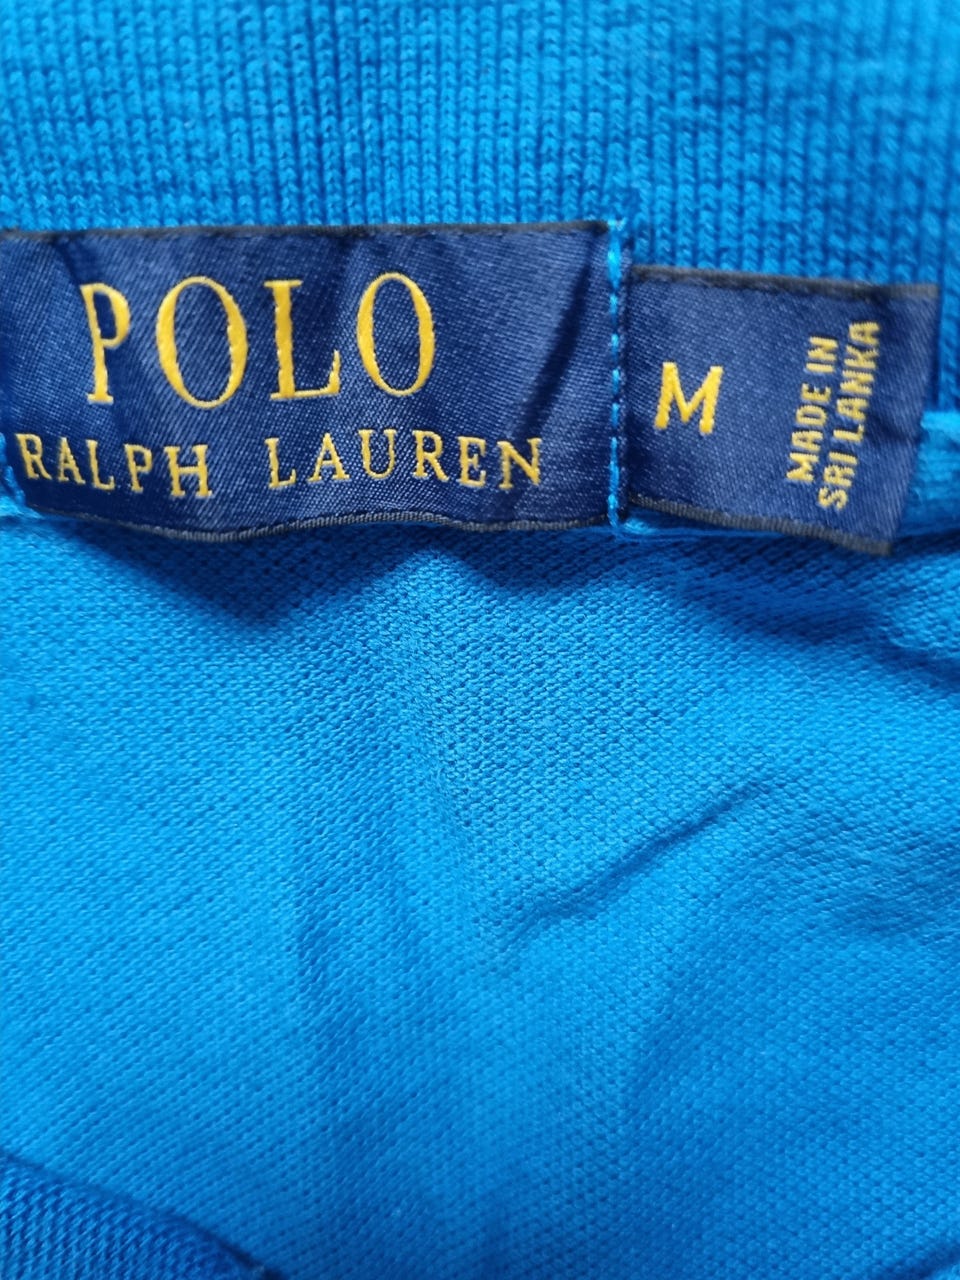 POLO
RALPH LAUREN
M
MADE IN
SRI LANKA